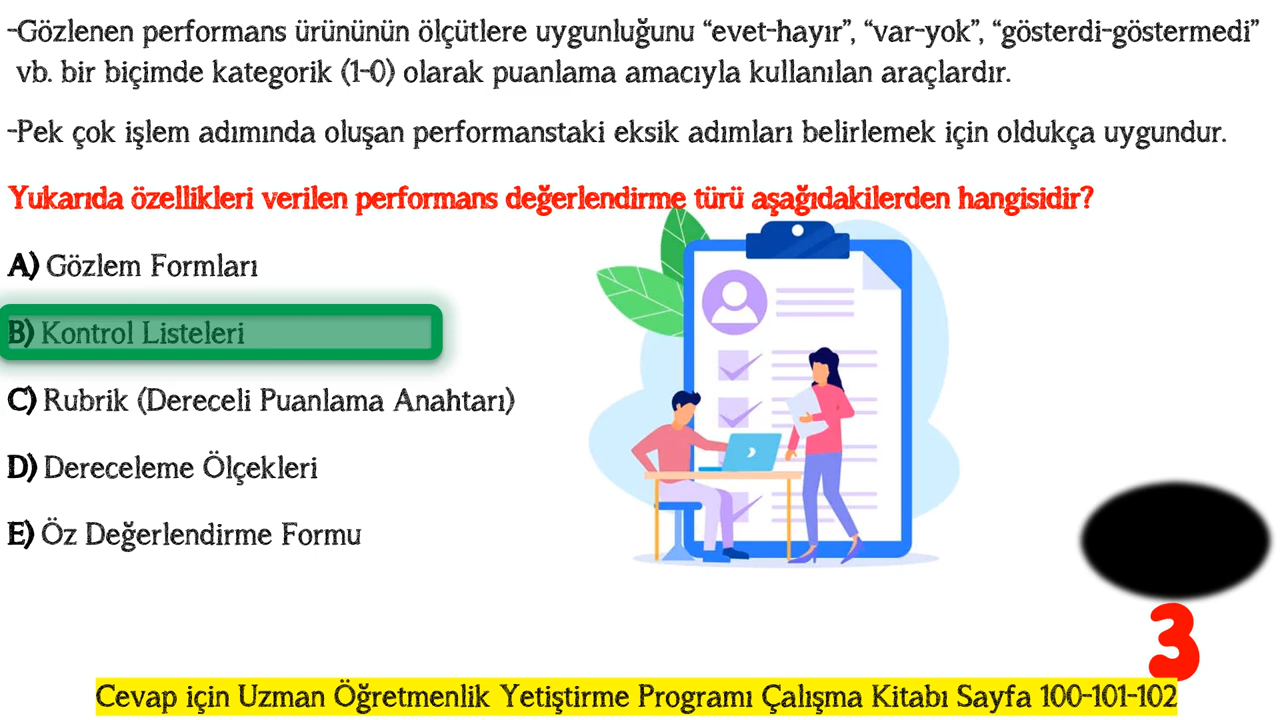 -Gözlenen performans ürününün ölçütlere uygunluğunu “evet-hayır”, “var-yok”, “gösterdi-göstermedi”
vb. bir biçimde kategorik (1-0) olarak puanlama amacıyla kullanılan araçlardır.
-Pek çok işlem adımında oluşan performanstaki eksik adımları belirlemek için oldukça uygundur.
Yukarıda özellikleri verilen performans değerlendirme türü aşağıdakilerden hangisidir?
A) Gözlem Formları
B) Kontrol Listeleri
C) Rubrik (Dereceli Puanlama Anahtarı)
D) Dereceleme Ölçekleri
E) Öz Değerlendirme Formu
3
Cevap için Uzman Öğretmenlik Yetiştirme Programı Çalışma Kitabı Sayfa 100-101-102